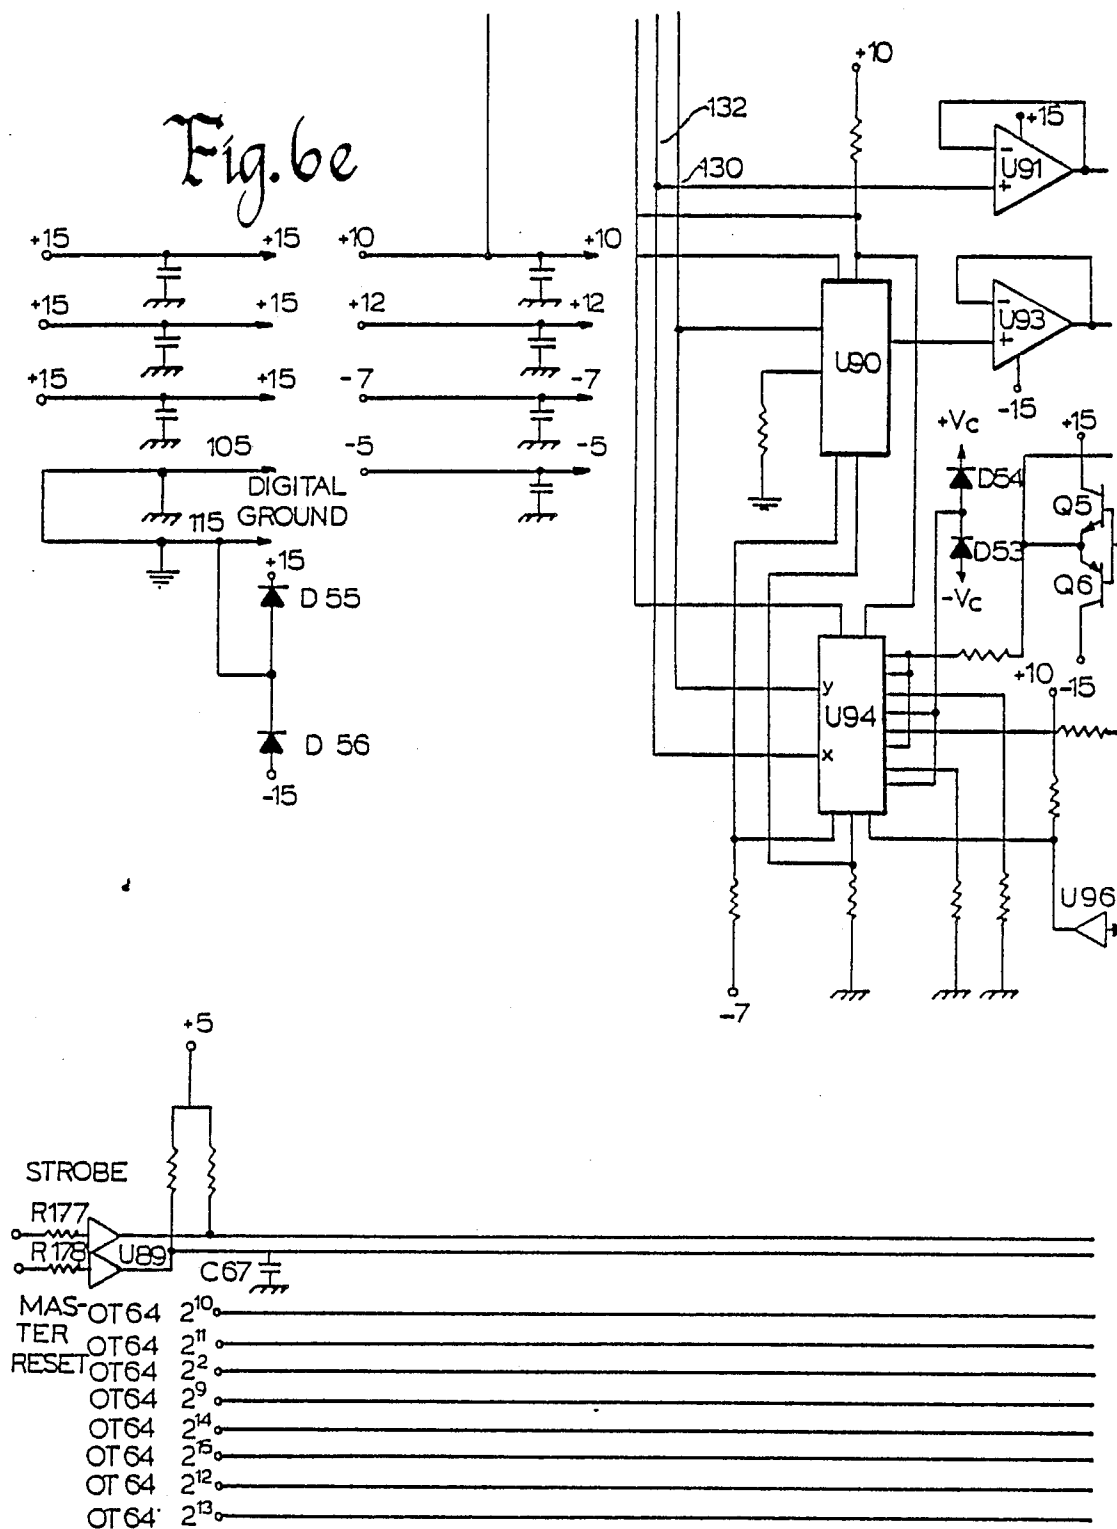 Fig. 6e
+10
132
130
+15
-
U91
+
+15
+15
+10
+10
+15
+15
+12
+12
+15
+15
-7
-7
105
-5
-5
DIGITAL
GROUND
115
+15
D 55
D 56
-15
U90
-
U93
+
-15
+Vc
D54
D53
-Vc
+15
Q5
Q6
-15
+10
y
U94
x
U96
-7
+5
STROBE
R177
R178
U89
C67
MAS-
TER
RESET
OT64 2¹⁰
OT64 2¹¹
OT64 2²
OT64 2⁹
OT64 2¹⁴
OT64 2¹⁵
OT64 2¹²
OT64 2¹³